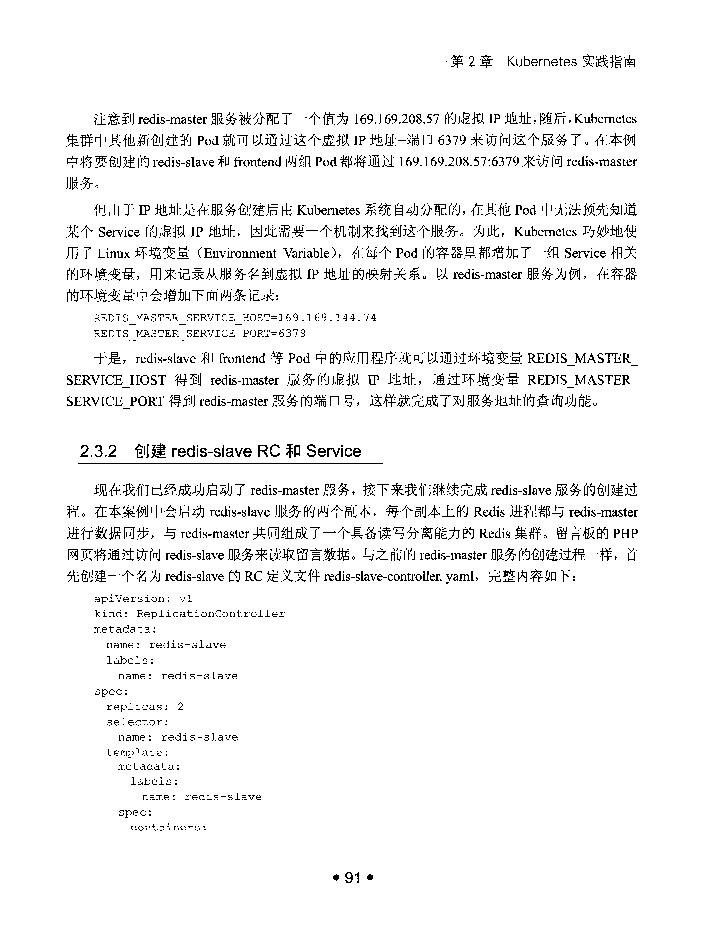 第 2 章 Kubernetes 实践指南
注意到 redis-master 服务被分配了一个值为 169.169.208.57 的虚拟 IP 地址,随后,Kubernetes
集群中其他新创建的 Pod 就可以通过这个虚拟 IP 地址+端口 6379 来访问这个服务了。在本例
中将要创建的 redis-slave 和 frontend 两组 Pod 都将通过 169.169.208.57:6379 来访问 redis-master
服务。
但由于 IP 地址是在服务创建后由 Kubernetes 系统自动分配的,在其他 Pod 中无法预先知道
某个 Service 的虚拟 IP 地址,因此需要一个机制来找到这个服务。为此,Kubernetes 巧妙地使
用了 Linux 环境变量(Environment Variable),在每个 Pod 的容器里都增加了一组 Service 相关
的环境变量,用来记录从服务名到虚拟 IP 地址的映射关系。以 redis-master 服务为例,在容器
的环境变量中会增加下面两条记录:
REDIS_MASTER_SERVICE_HOST=169.169.144.74
REDIS_MASTER_SERVICE_PORT=6379
于是,redis-slave 和 frontend 等 Pod 中的应用程序就可以通过环境变量 REDIS_MASTER_
SERVICE_HOST 得到 redis-master 服务的虚拟 IP 地址,通过环境变量 REDIS_MASTER_
SERVICE_PORT 得到 redis-master 服务的端口号,这样就完成了对服务地址的查询功能。
2.3.2 创建 redis-slave RC 和 Service
现在我们已经成功启动了 redis-master 服务,接下来我们继续完成 redis-slave 服务的创建过
程。在本案例中会启动 redis-slave 服务的两个副本,每个副本上的 Redis 进程都与 redis-master
进行数据同步,与 redis-master 共同组成了一个具备读写分离能力的 Redis 集群。留言板的 PHP
网页将通过访问 redis-slave 服务来读取留言数据。与之前的 redis-master 服务的创建过程一样,首
先创建一个名为 redis-slave 的 RC 定义文件 redis-slave-controller.yaml,完整内容如下:
apiVersion: v1
kind: ReplicationController
metadata:
name: redis-slave
labels:
name: redis-slave
spec:
replicas: 2
selector:
name: redis-slave
template:
metadata:
labels:
name: redis-slave
spec:
containers:
• 91 •